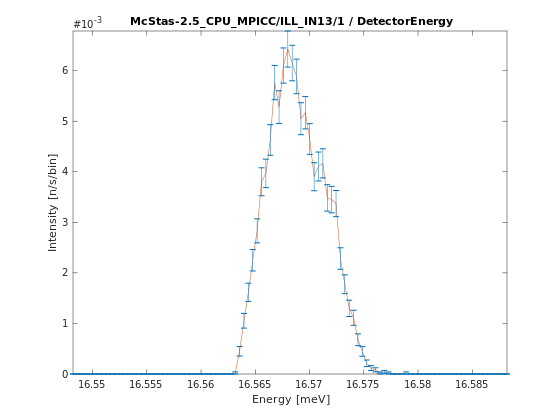 McStas-2.5_CPU_MPICC/ILL_IN13/1 / DetectorEnergy
#10⁻³
6
5
4
3
2
1
0
Intensity [n/s/bin]
16.55 16.555 16.56 16.565 16.57 16.575 16.58 16.585
Energy [meV]